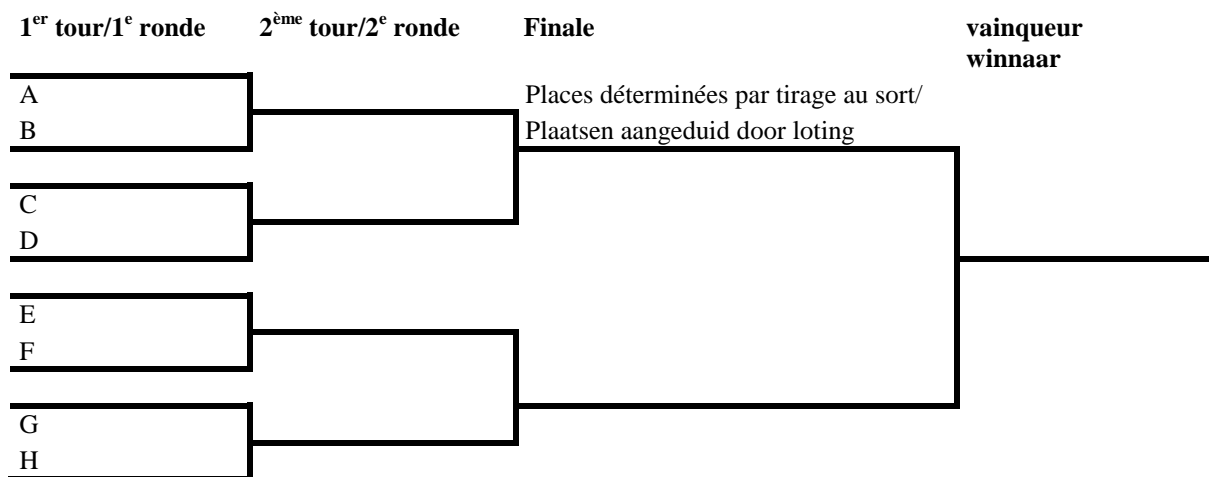 1er tour/1e ronde 2ème tour/2e ronde Finale vainqueur
winnaar
A Places déterminées par tirage au sort/
B Plaatsen aangeduid door loting
C
D
E
F
G
H